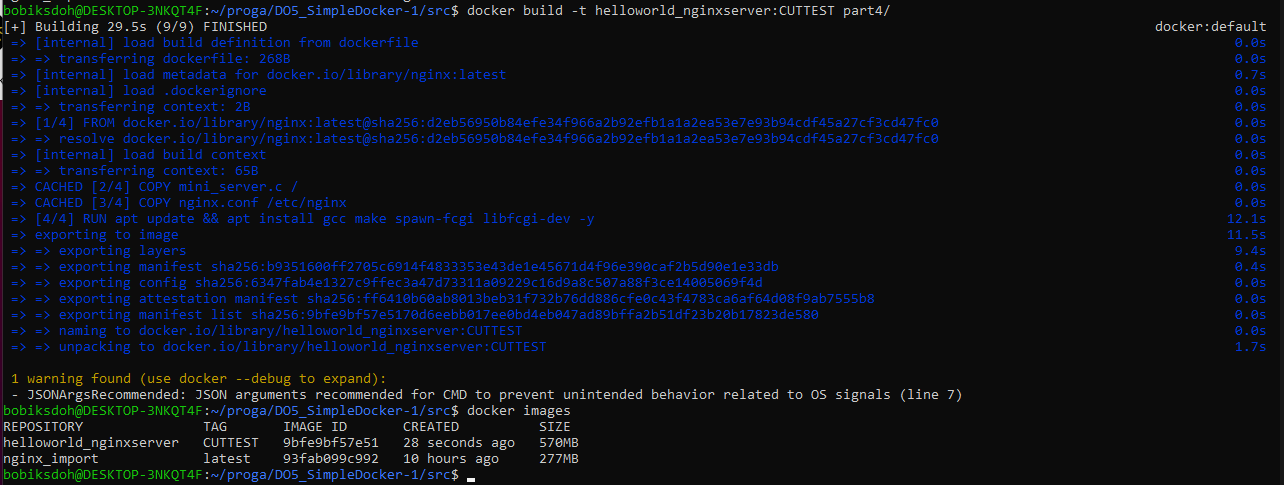 bobiksdoh@DESKTOP-3NKQT4F:~/proga/DO5_SimpleDocker-1/src$ docker build -t helloworld_nginxserver:CUTTEST part4/
[+] Building 29.5s (9/9) FINISHED docker:default
=> [internal] load build definition from dockerfile 0.0s
=> => transferring dockerfile: 268B 0.0s
=> [internal] load metadata for docker.io/library/nginx:latest 0.7s
=> [internal] load .dockerignore 0.0s
=> => transferring context: 2B 0.0s
=> [1/4] FROM docker.io/library/nginx:latest@sha256:d2eb56950b84efe34f966a2b92efb1a1a2ea53e7e93b94cdf45a27cf3cd47fc0 0.0s
=> => resolve docker.io/library/nginx:latest@sha256:d2eb56950b84efe34f966a2b92efb1a1a2ea53e7e93b94cdf45a27cf3cd47fc0 0.0s
=> [internal] load build context 0.0s
=> => transferring context: 65B 0.0s
=> CACHED [2/4] COPY mini_server.c / 0.0s
=> CACHED [3/4] COPY nginx.conf /etc/nginx 0.0s
=> [4/4] RUN apt update && apt install gcc make spawn-fcgi libfcgi-dev -y 12.1s
=> exporting to image 11.5s
=> => exporting layers 9.4s
=> => exporting manifest sha256:b9351600ff2705c6914f4833353e43de1e45671d4f96e390caf2b5d90e1e33db 0.4s
=> => exporting config sha256:6347fab4e1327c9ffec3a47d73311a09229c16d9a8c507a88f3ce14005069f4d 0.0s
=> => exporting attestation manifest sha256:ff6410b60ab8013beb31f732b76dd886cfe0c43f4783ca6af64d08f9ab7555b8 0.0s
=> => exporting manifest list sha256:9bfe9bf57e5170d6eebb017ee0bd4eb047ad89bffa2b51df23b20b17823de580 0.0s
=> => naming to docker.io/library/helloworld_nginxserver:CUTTEST 0.0s
=> => unpacking to docker.io/library/helloworld_nginxserver:CUTTEST 1.7s
1 warning found (use docker --debug to expand):
- JSONArgsRecommended: JSON arguments recommended for CMD to prevent unintended behavior related to OS signals (line 7)
bobiksdoh@DESKTOP-3NKQT4F:~/proga/DO5_SimpleDocker-1/src$ docker images
REPOSITORY TAG IMAGE ID CREATED SIZE
helloworld_nginxserver CUTTEST 9bfe9bf57e51 28 seconds ago 570MB
nginx_import latest 93fab099c992 10 hours ago 277MB
bobiksdoh@DESKTOP-3NKQT4F:~/proga/DO5_SimpleDocker-1/src$